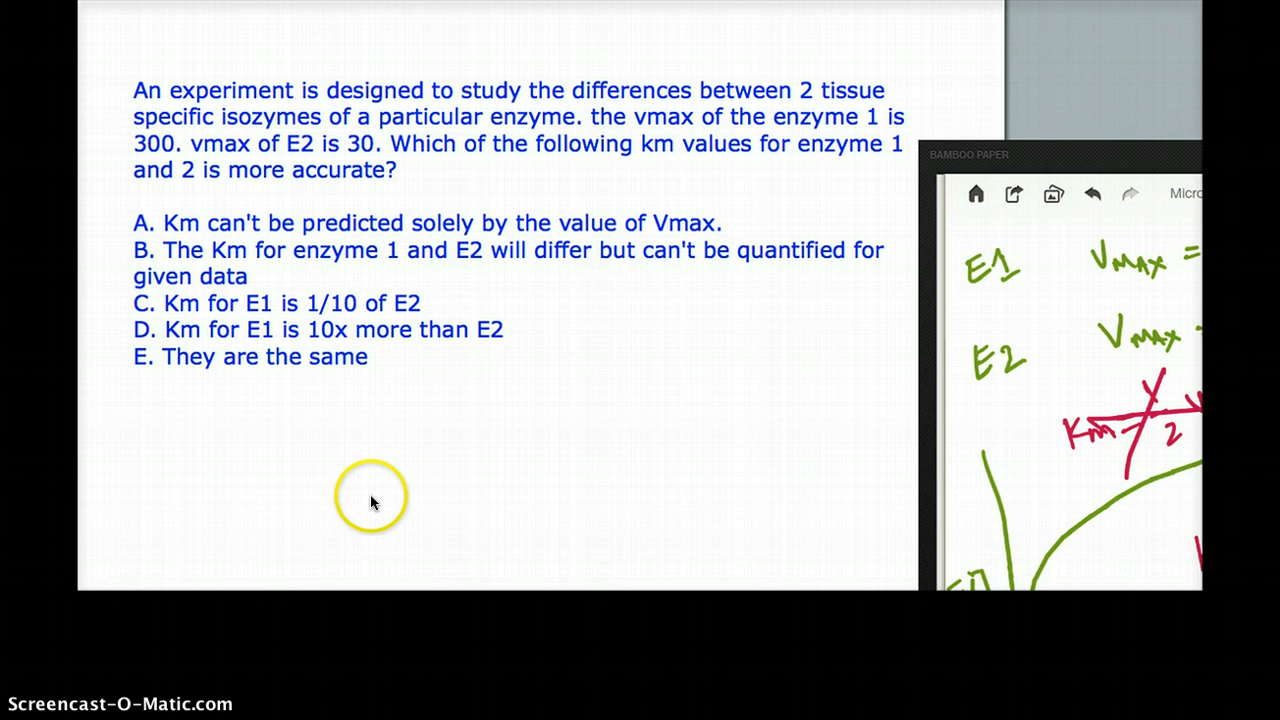 An experiment is designed to study the differences between 2 tissue
specific isozymes of a particular enzyme. the vmax of the enzyme 1 is
300. vmax of E2 is 30. Which of the following km values for enzyme 1
and 2 is more accurate?
A. Km can't be predicted solely by the value of Vmax.
B. The Km for enzyme 1 and E2 will differ but can't be quantified for
given data
C. Km for E1 is 1/10 of E2
D. Km for E1 is 10x more than E2
E. They are the same
BAMBOO PAPER
Micro
E1 VMAX =
E2 VMAX
Km
2
Screencast-O-Matic.com